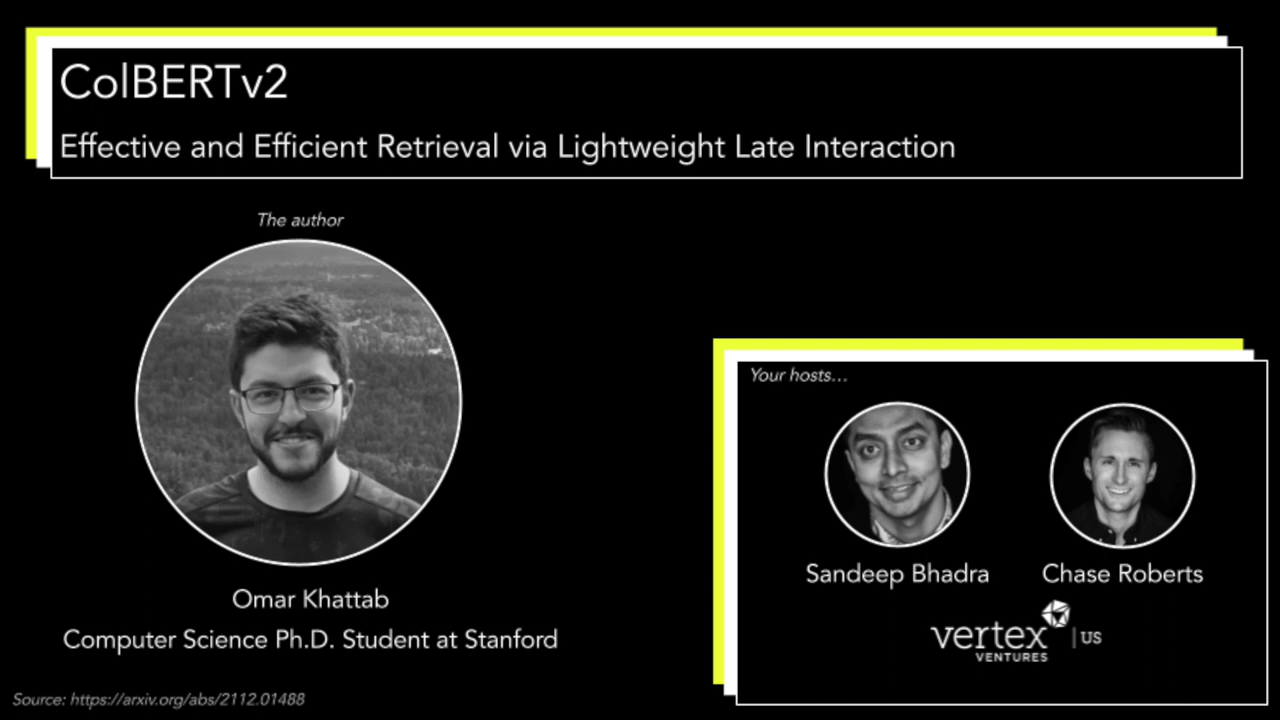 ColBERTv2
Effective and Efficient Retrieval via Lightweight Late Interaction
The author
Omar Khattab
Computer Science Ph.D. Student at Stanford
Your hosts...
Sandeep Bhadra
Chase Roberts
vertex
VENTURES
US
Source: https://arxiv.org/abs/2112.01488